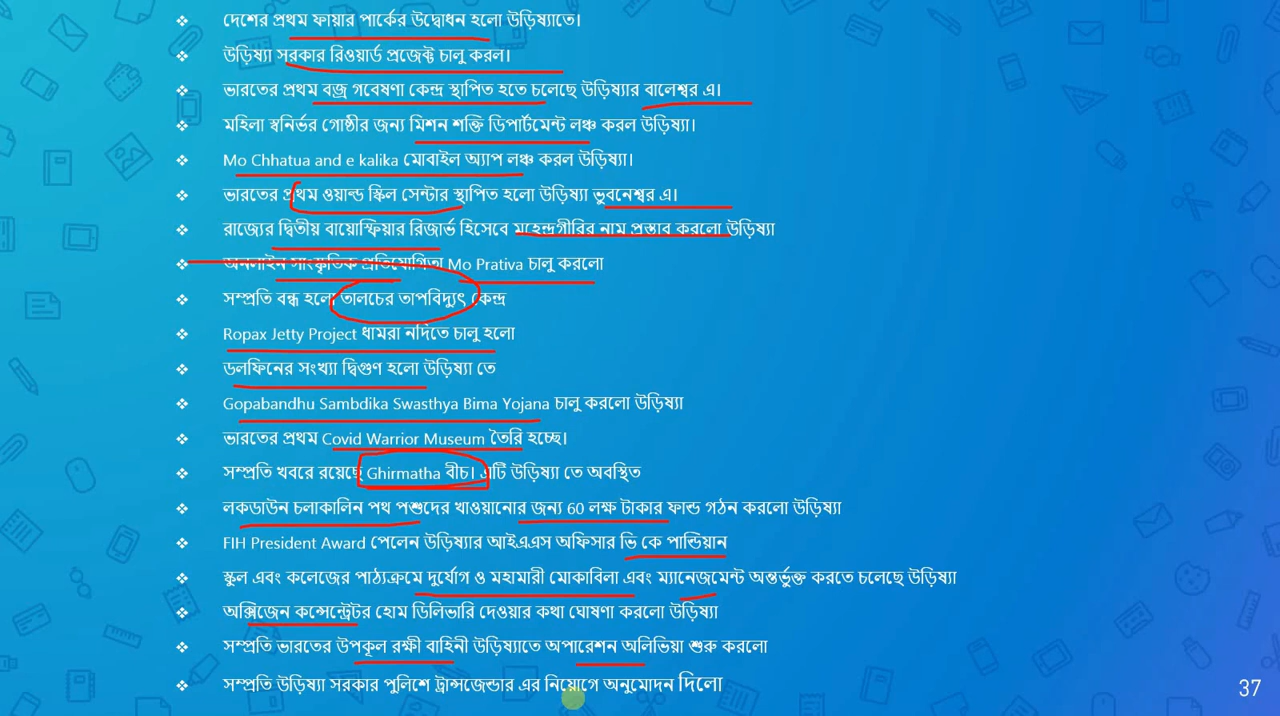 ❖ দেশের প্রথম ফায়ার পার্কের উদ্বোধন হলো উড়িষ্যাতে।
❖ উড়িষ্যা সরকার রিওয়ার্ড প্রজেক্ট চালু করল।
❖ ভারতের প্রথম বজ্র গবেষণা কেন্দ্র স্থাপিত হতে চলেছে উড়িষ্যার বালেশ্বর এ।
❖ মহিলা স্বনির্ভর গোষ্ঠীর জন্য মিশন শক্তি ডিপার্টমেন্ট লঞ্চ করল উড়িষ্যা।
❖ Mo Chhatua and e kalika মোবাইল অ্যাপ লঞ্চ করল উড়িষ্যা।
❖ ভারতের প্রথম ওয়াল্ড স্কিল সেন্টার স্থাপিত হলো উড়িষ্যা ভুবনেশ্বর এ।
❖ রাজ্যের দ্বিতীয় বায়োস্ফিয়ার রিজার্ভ হিসেবে মহেন্দ্রগীরির নাম প্রস্তাব করলো উড়িষ্যা
❖ অনলাইন সাংস্কৃতিক প্রতিযোগিতা Mo Prativa চালু করলো
❖ সম্প্রতি বন্ধ হলো তালচের তাপবিদ্যুৎ কেন্দ্র
❖ Ropax Jetty Project ধামরা নদিতে চালু হলো
❖ ডলফিনের সংখ্যা দ্বিগুণ হলো উড়িষ্যা তে
❖ Gopabandhu Sambdika Swasthya Bima Yojana চালু করলো উড়িষ্যা
❖ ভারতের প্রথম Covid Warrior Museum তৈরি হচ্ছে।
❖ সম্প্রতি খবরে রয়েছে Ghirmatha বীচ। এটি উড়িষ্যা তে অবস্থিত
❖ লকডাউন চলাকালিন পথ পশুদের খাওয়ানোর জন্য 60 লক্ষ টাকার ফান্ড গঠন করলো উড়িষ্যা
❖ FIH President Award পেলেন উড়িষ্যার আইএএস অফিসার ভি কে পান্ডিয়ান
❖ স্কুল এবং কলেজের পাঠ্যক্রমে দুর্যোগ ও মহামারী মোকাবিলা এবং ম্যানেজমেন্ট অন্তর্ভুক্ত করতে চলেছে উড়িষ্যা
❖ অক্সিজেন কন্সেন্ট্রেটর হোম ডিলিভারি দেওয়ার কথা ঘোষণা করলো উড়িষ্যা
❖ সম্প্রতি ভারতের উপকূল রক্ষী বাহিনী উড়িষ্যাতে অপারেশন অলিভিয়া শুরু করলো
❖ সম্প্রতি উড়িষ্যা সরকার পুলিশে ট্রান্সজেন্ডার এর নিয়োগে অনুমোদন দিলো
37